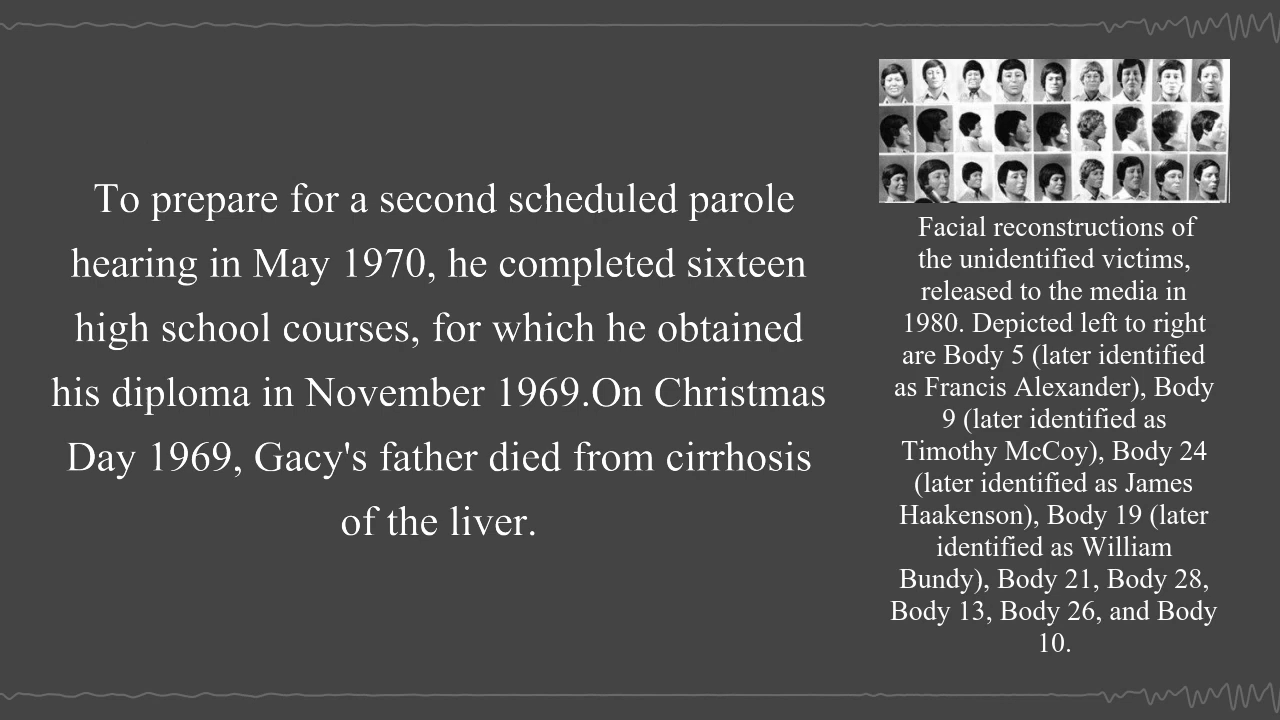 To prepare for a second scheduled parole
hearing in May 1970, he completed sixteen
high school courses, for which he obtained
his diploma in November 1969.On Christmas
Day 1969, Gacy's father died from cirrhosis
of the liver.
Facial reconstructions of
the unidentified victims,
released to the media in
1980. Depicted left to right
are Body 5 (later identified
as Francis Alexander), Body
9 (later identified as
Timothy McCoy), Body 24
(later identified as James
Haakenson), Body 19 (later
identified as William
Bundy), Body 21, Body 28,
Body 13, Body 26, and Body
10.